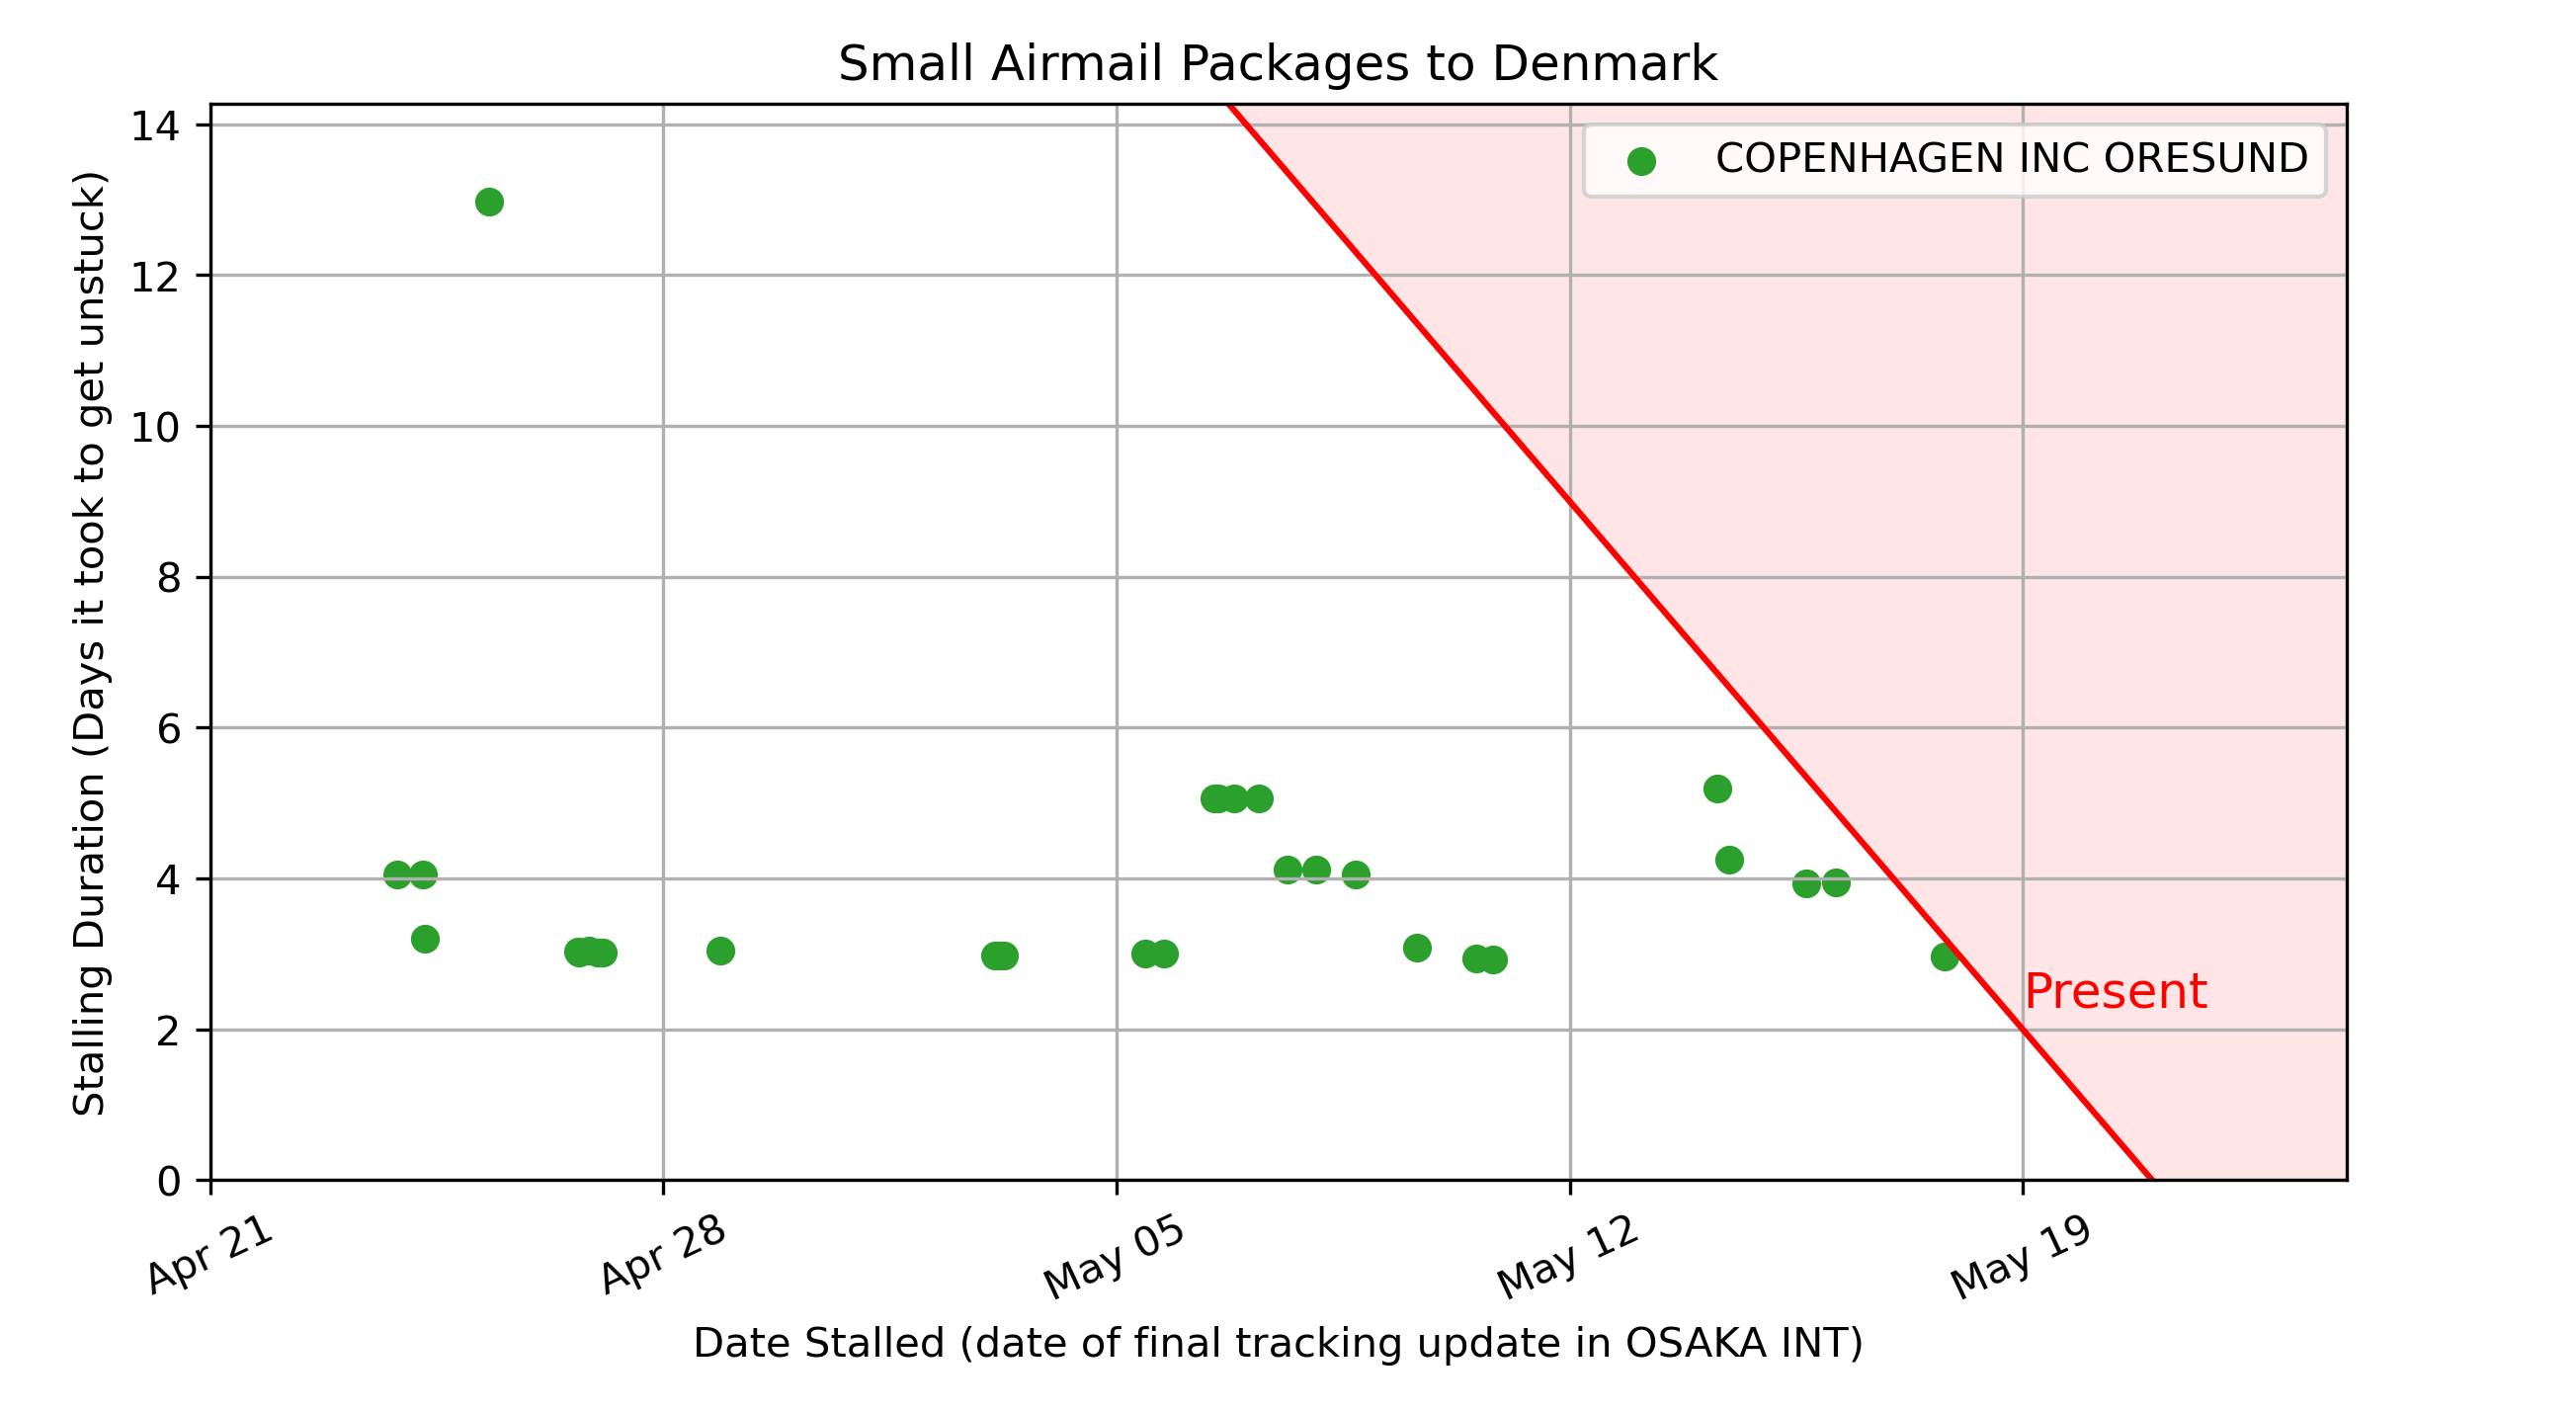 Small Airmail Packages to Denmark
Stalling Duration (Days it took to get unstuck)
14
12
10
8
6
4
2
0
COPENHAGEN INC ORESUND
Present
Apr 21
Apr 28
May 05
May 12
May 19
Date Stalled (date of final tracking update in OSAKA INT)